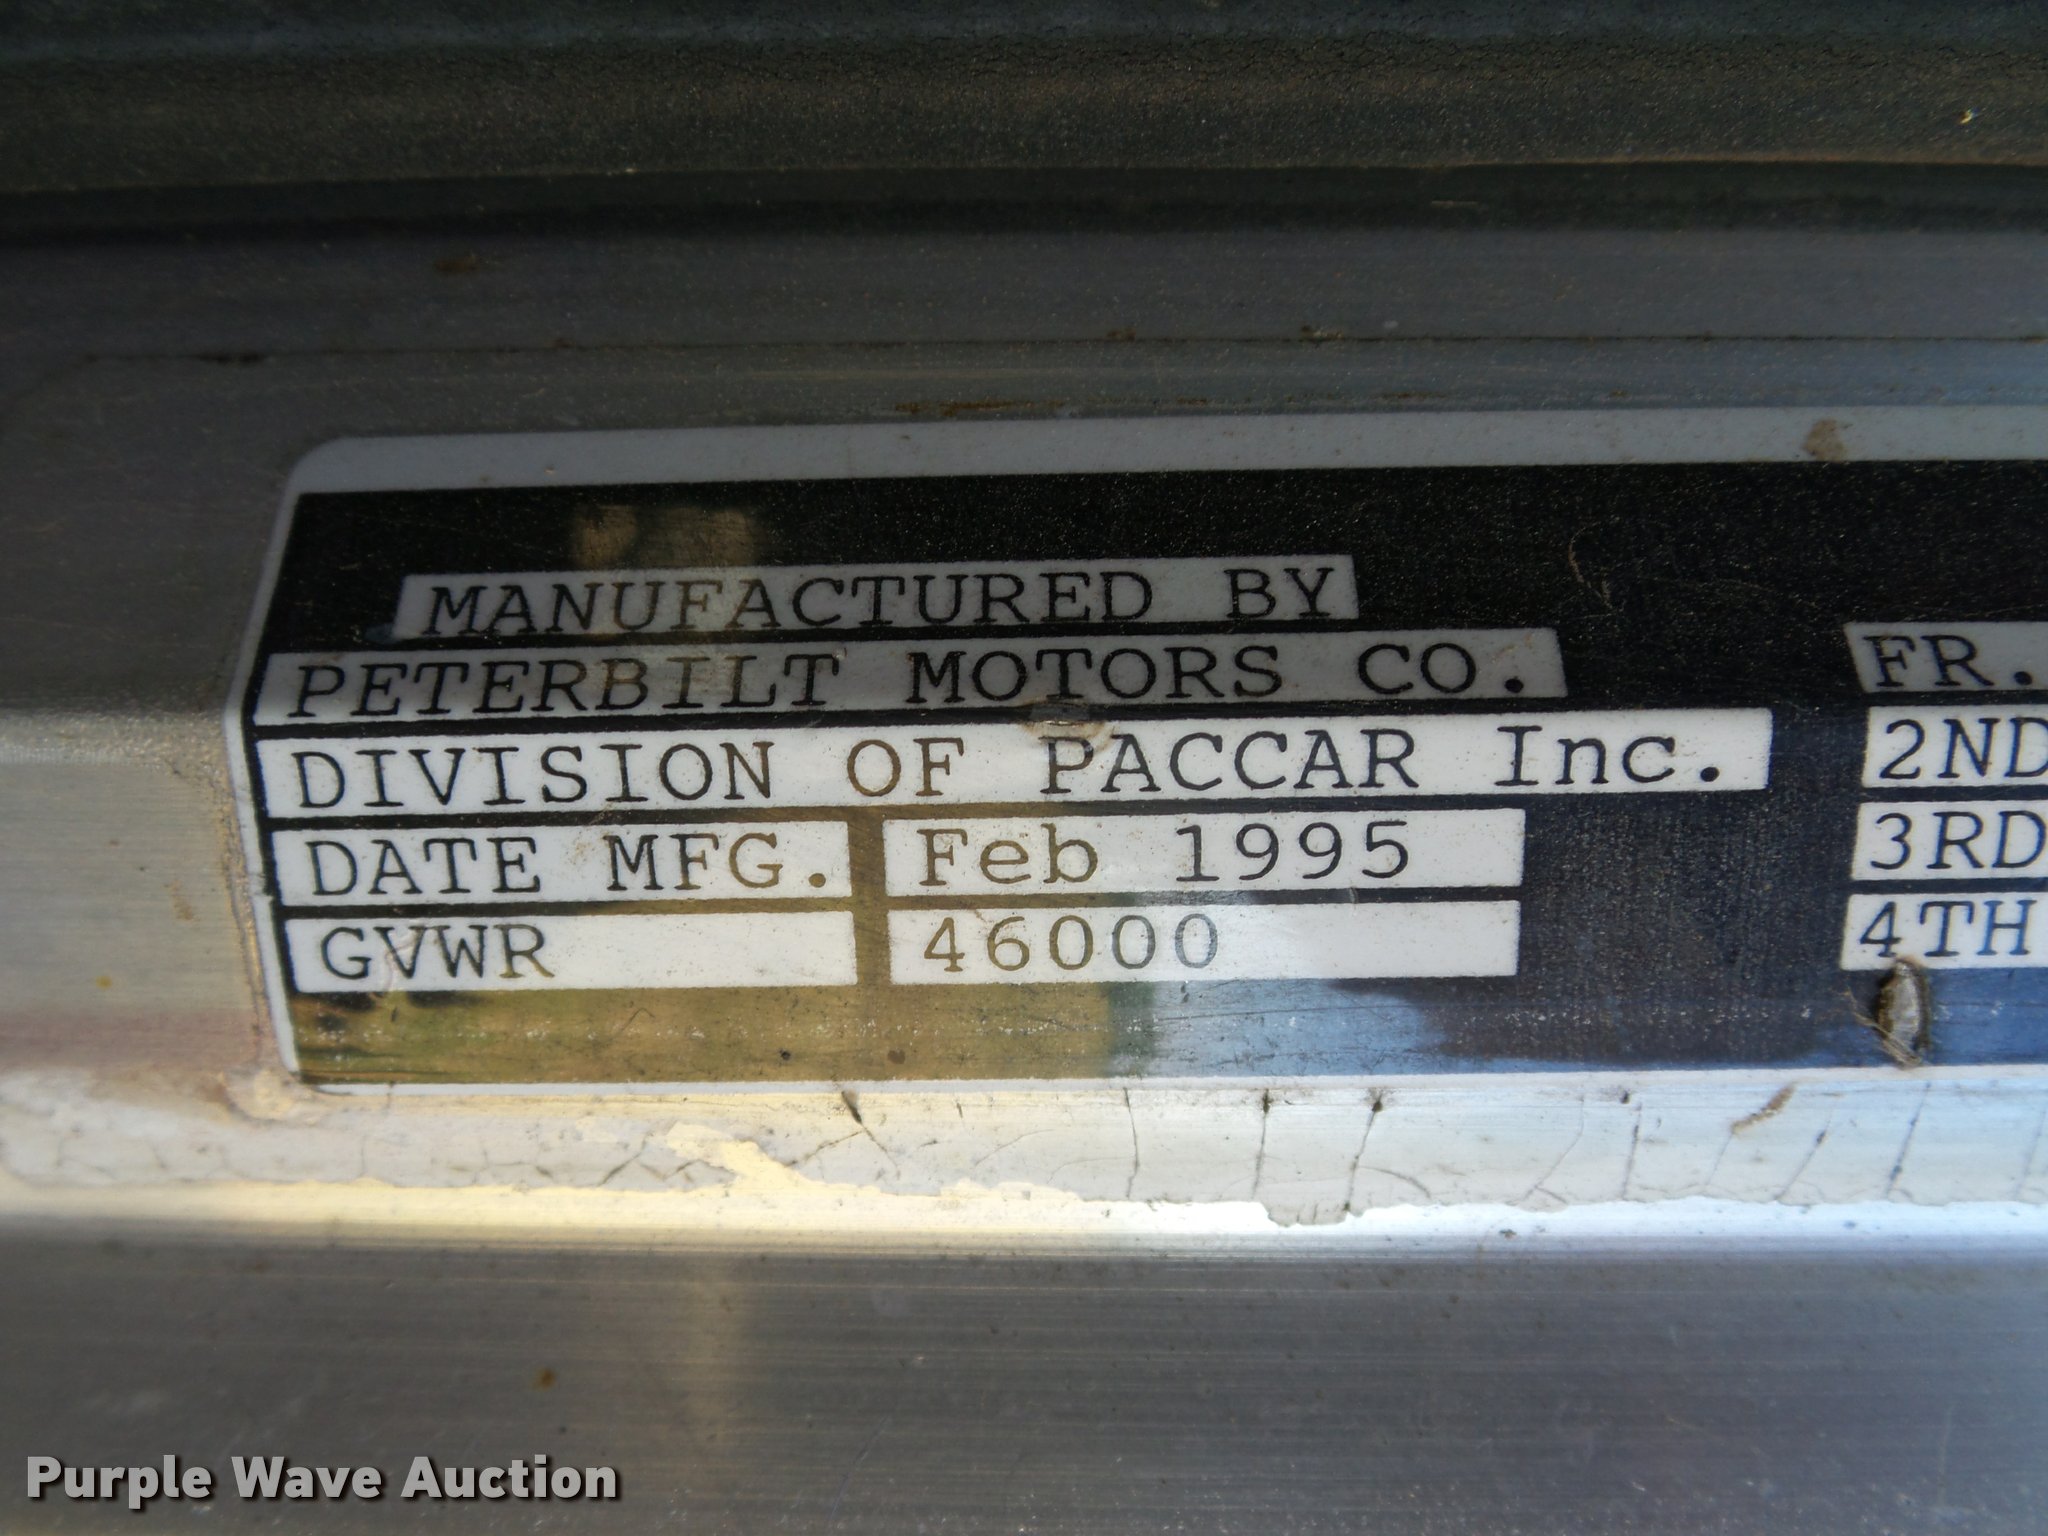 MANUFACTURED BY
PETERBILT MOTORS CO.
DIVISION OF PACCAR Inc.
DATE MFG. Feb 1995
GVWR 46000
FR.
2ND
3RD
4TH
Purple Wave Auction